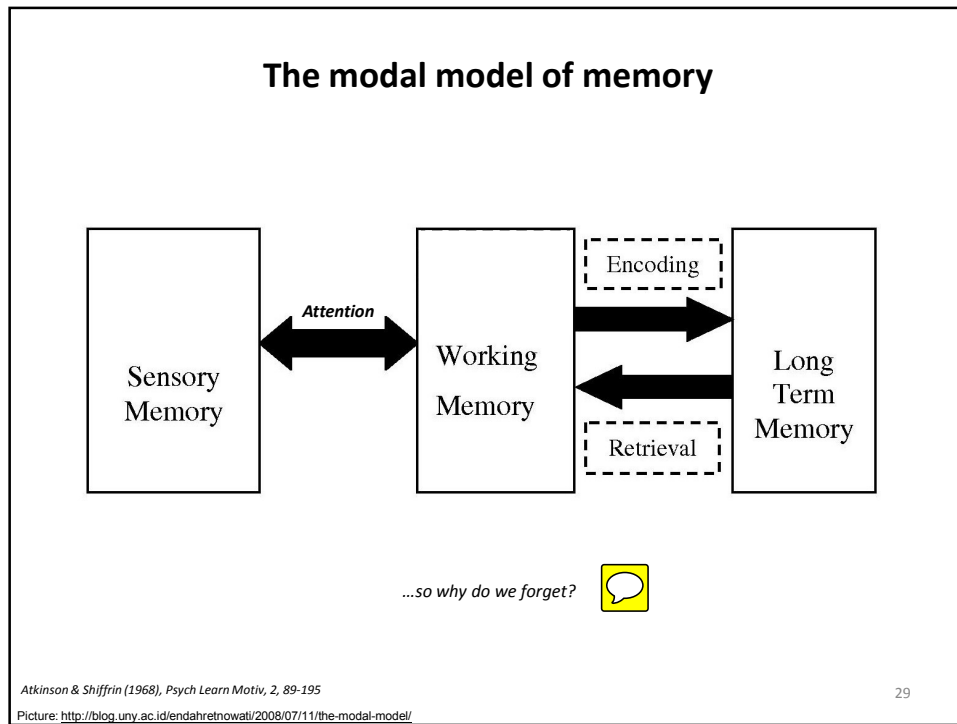 The modal model of memory
Attention
Sensory
Memory
Working
Memory
Encoding
Retrieval
Long
Term
Memory
...so why do we forget?
Atkinson & Shiffrin (1968), Psych Learn Motiv, 2, 89-195
29
Picture: http://blog.uny.ac.id/endahretnowati/2008/07/11/the-modal-model/